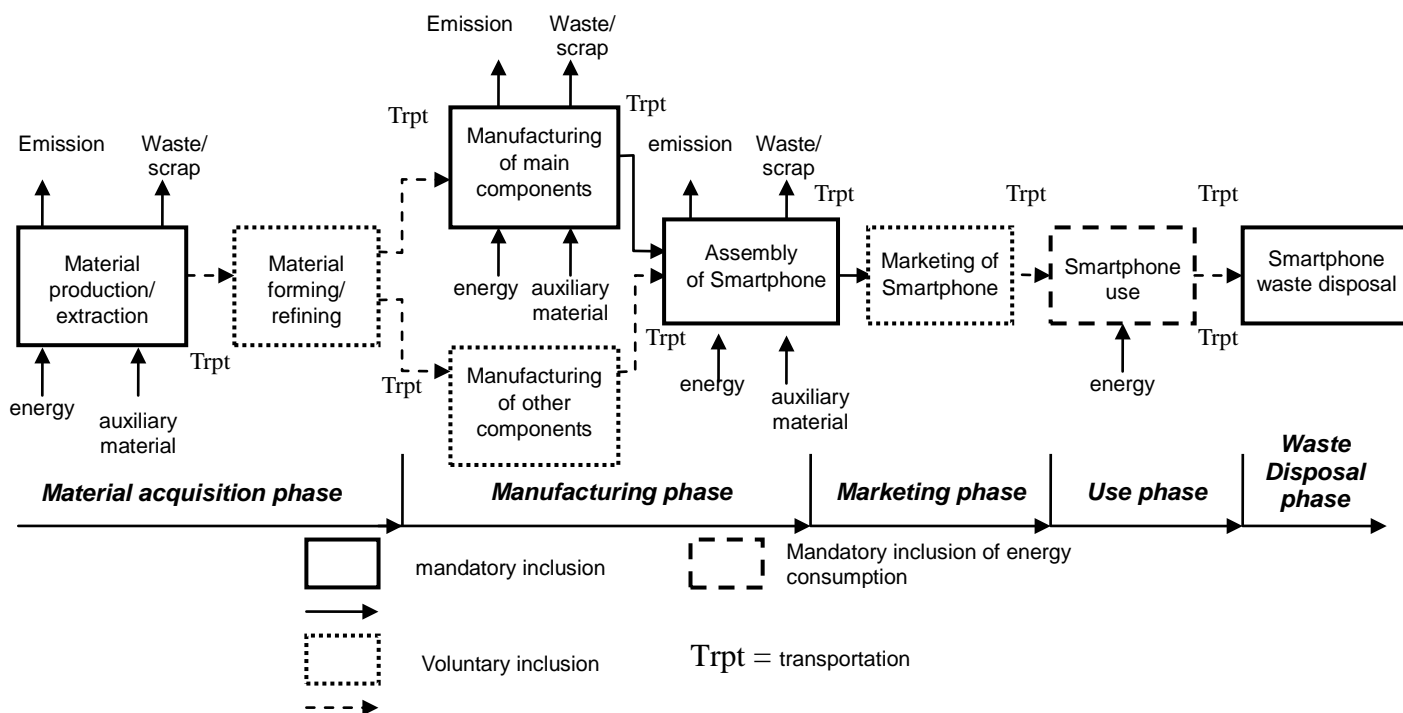 Emission
Waste/
scrap
Trpt
Trpt
Manufacturing
of main
components
Emission
Waste/
scrap
emission
Waste/
scrap
Trpt
Trpt
Trpt
Material
production/
extraction
Material
forming/
refining
energy
auxiliary
material
Assembly
of Smartphone
Marketing of
Smartphone
Smartphone
use
Smartphone
waste disposal
Trpt
Trpt
Trpt
Trpt
energy
auxiliary
material
Manufacturing
of other
components
energy
auxiliary
material
energy
Material acquisition phase
Manufacturing phase
Marketing phase
Use phase
Waste
Disposal
phase
mandatory inclusion
Mandatory inclusion of energy
consumption
Voluntary inclusion
Trpt = transportation